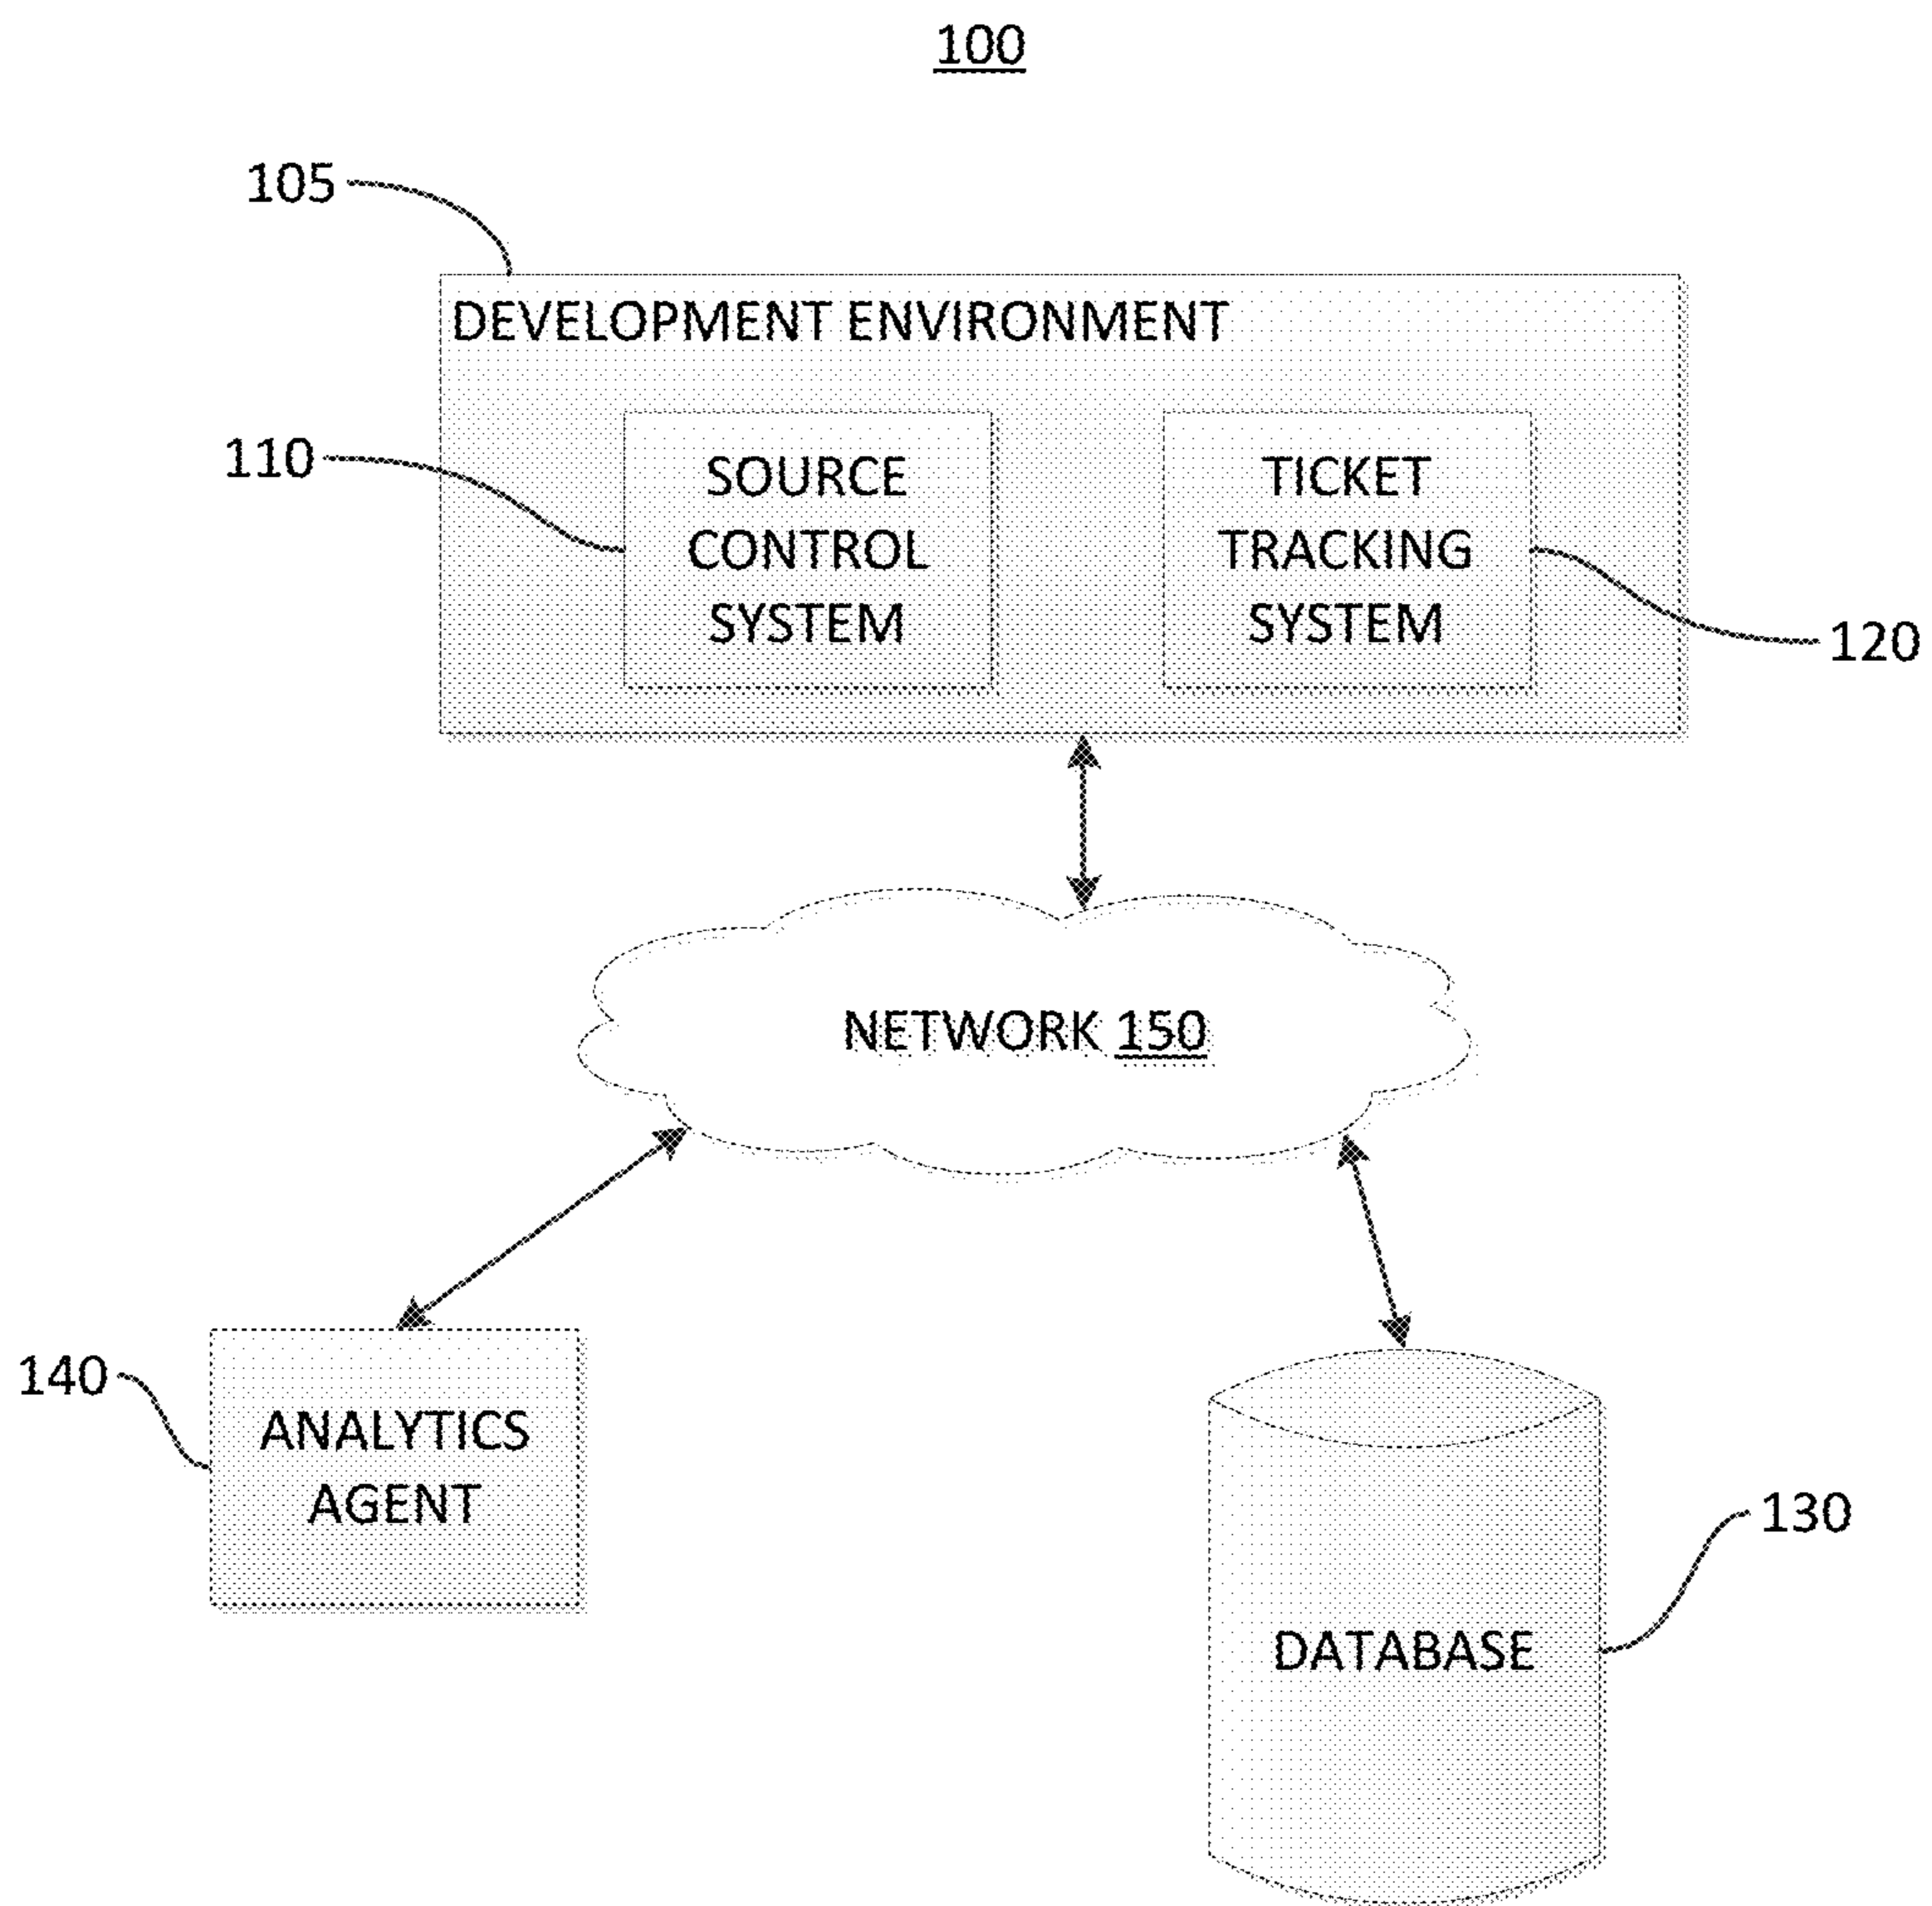 100
105
DEVELOPMENT ENVIRONMENT
110
SOURCE
CONTROL
SYSTEM
TICKET
TRACKING
SYSTEM
120
NETWORK 150
140
ANALYTICS
AGENT
130
DATABASE